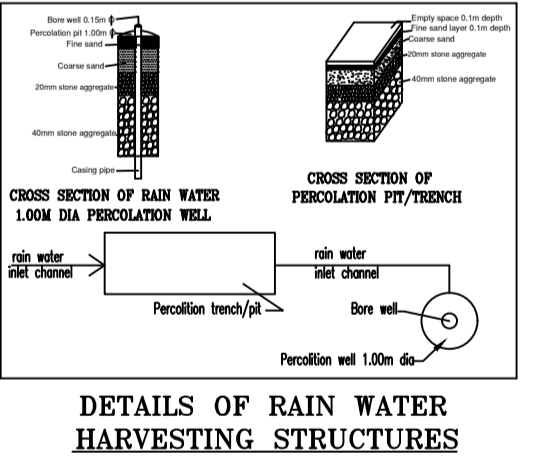 Bore well 0.15m ϕ
Percolation pit 1.00m ϕ
Fine sand
Coarse sand
20mm stone aggregate
40mm stone aggregate
Casing pipe
CROSS SECTION OF RAIN WATER
1.00M DIA PERCOLATION WELL
Empty space 0.1m depth
Fine sand layer 0.1m depth
Coarse sand
20mm stone aggregate
40mm stone aggregate
CROSS SECTION OF
PERCOLATION PIT/TRENCH
rain water
inlet channel
Percolition trench/pit
rain water
inlet channel
Bore well
Percolition well 1.00m dia
DETAILS OF RAIN WATER
HARVESTING STRUCTURES